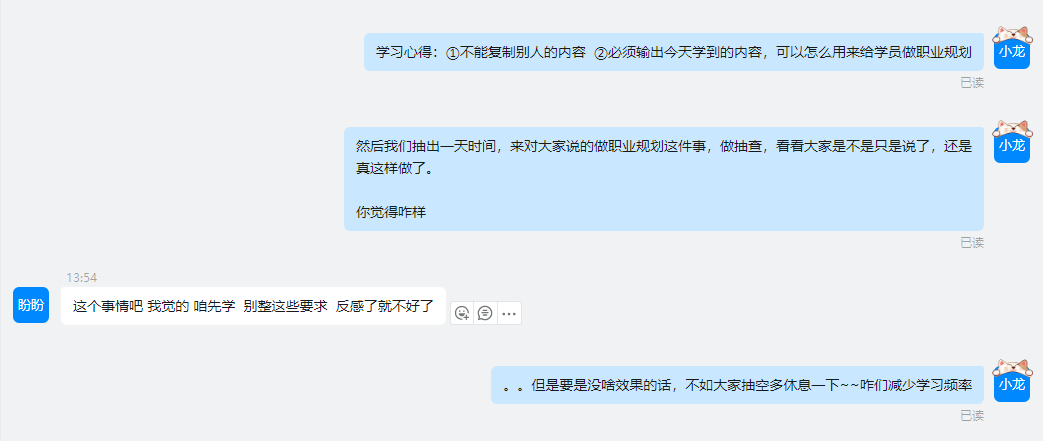 学习心得：①不能复制别人的内容  ②必须输出今天学到的内容，可以怎么用来给学员做职业规划
小龙
已读
然后我们抽出一天时间，来对大家说的做职业规划这件事，做抽查，看看大家是不是只是说了，还是
真这样做了。
你觉得咋样
小龙
已读
13:54
盼盼
这个事情吧 我觉的 咱先学  别整这些要求  反感了就不好了
。。但是要是没啥效果的话，不如大家抽空多休息一下~~咋们减少学习频率
小龙
已读